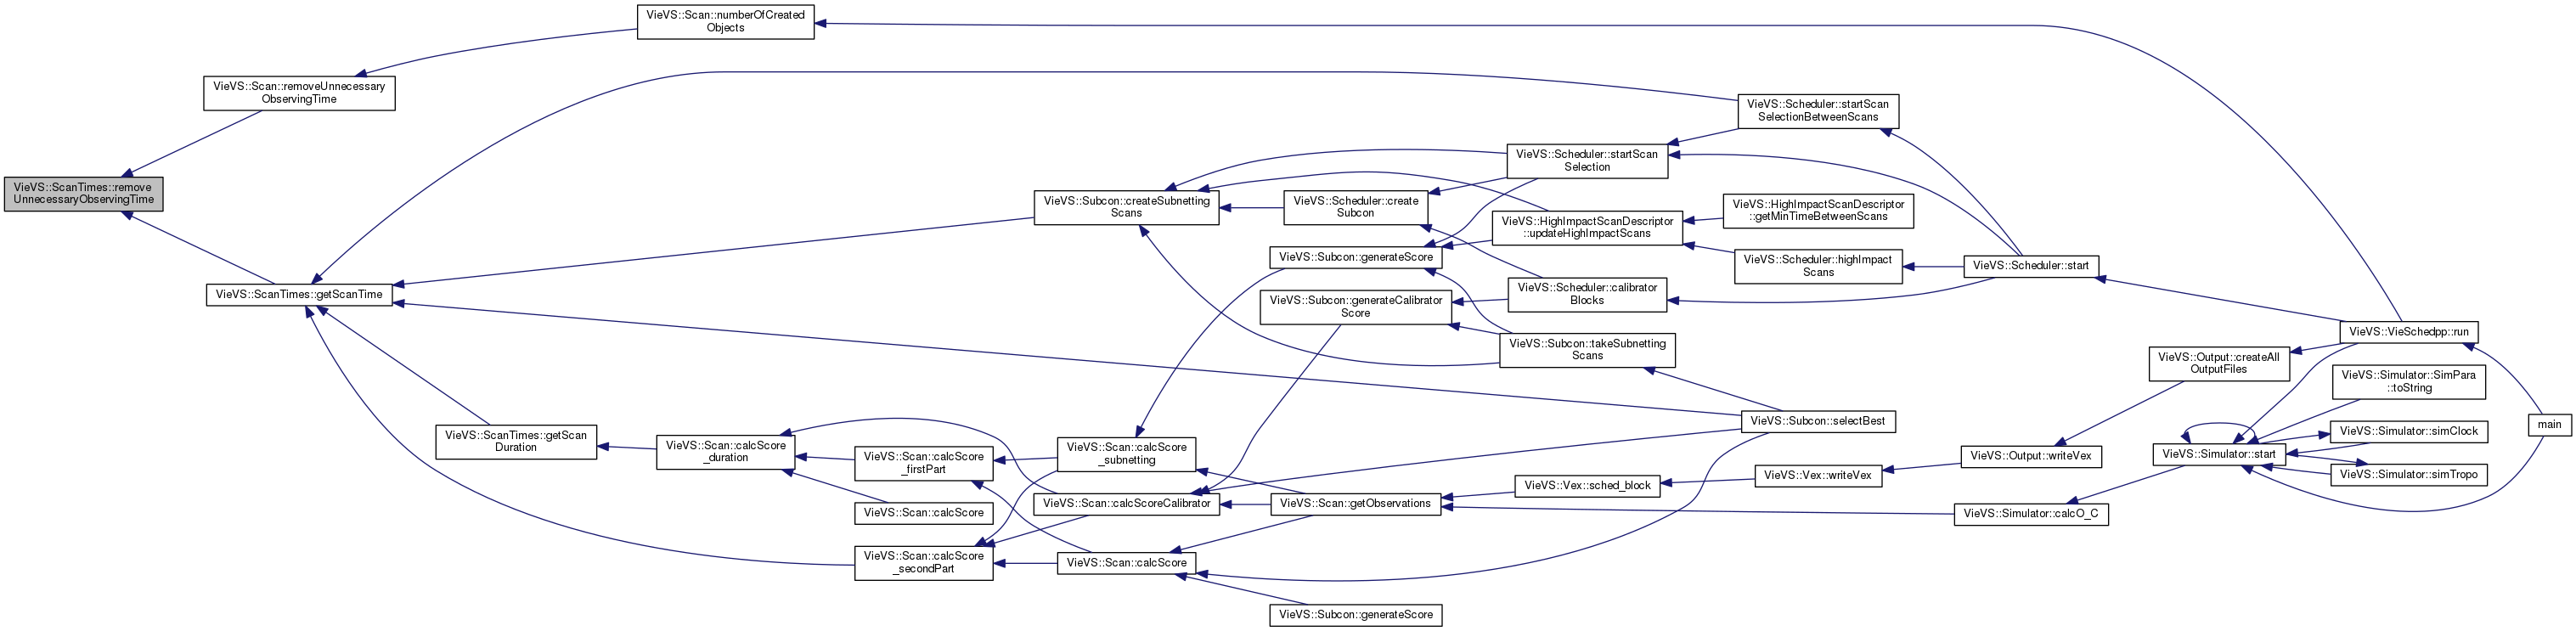 VieVS::ScanTimes::remove
UnnecessaryObservingTime
VieVS::Scan::removeUnnecessary
ObservingTime
VieVS::ScanTimes::getScanTime
VieVS::Scan::numberOfCreated
Objects
VieVS::ScanTimes::getScan
Duration
VieVS::Scan::calcScore
_duration
VieVS::Scan::calcScore
_firstPart
VieVS::Scan::calcScore
VieVS::Scan::calcScore
_secondPart
VieVS::Subcon::createSubnetting
Scans
VieVS::Scan::calcScore
_subnetting
VieVS::Scan::calcScoreCalibrator
VieVS::Scan::calcScore
VieVS::Subcon::generateScore
VieVS::Subcon::generateCalibrator
Score
VieVS::Scan::getObservations
VieVS::Subcon::generateScore
VieVS::Scheduler::startScan
Selection
VieVS::Scheduler::create
Subcon
VieVS::HighImpactScanDescriptor
::updateHighImpactScans
VieVS::Scheduler::calibrator
Blocks
VieVS::Subcon::takeSubnetting
Scans
VieVS::Vex::sched_block
VieVS::Scheduler::startScan
SelectionBetweenScans
VieVS::HighImpactScanDescriptor
::getMinTimeBetweenScans
VieVS::Scheduler::highImpact
Scans
VieVS::Subcon::selectBest
VieVS::Vex::writeVex
VieVS::Scheduler::start
VieVS::Output::writeVex
VieVS::Simulator::calcO_C
VieVS::Output::createAll
OutputFiles
VieVS::Simulator::start
VieVS::VieSchedpp::run
VieVS::Simulator::SimPara
::toString
VieVS::Simulator::simClock
VieVS::Simulator::simTropo
main